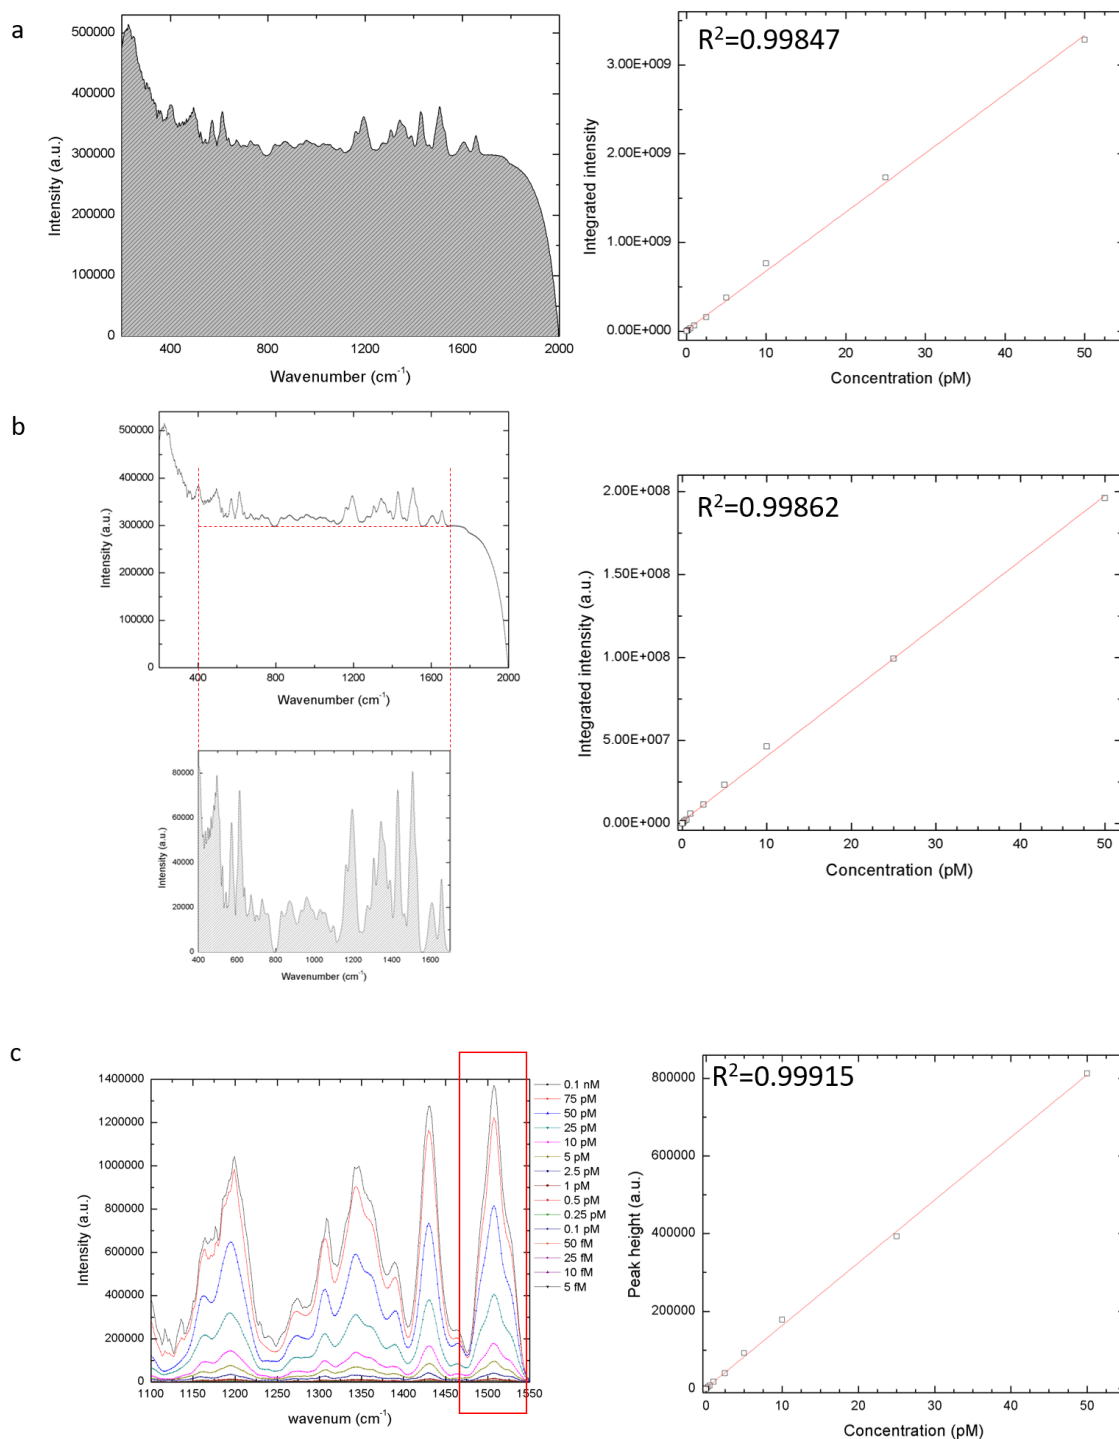 a
500000
400000
300000
200000
100000
0
400
800
1200
1600
2000
Intensity (a.u.)
Wavenumber (cm-1)
R2=0.99847
3.00E+009
2.00E+009
1.00E+009
0.00E+000
0
10
20
30
40
50
Integrated intensity
Concentration (pM)
b
500000
400000
300000
200000
100000
0
400
800
1200
1600
2000
Intensity (a.u.)
Wavenumber (cm-1)
80000
60000
40000
20000
0
400
600
800
1000
1200
1400
1600
Intensity (a.u.)
Wavenumber (cm-1)
R2=0.99862
2.00E+008
1.50E+008
1.00E+008
5.00E+007
0.00E+000
0
10
20
30
40
50
Integrated intensity (a.u.)
Concentration (pM)
c
1400000
1200000
1000000
800000
600000
400000
200000
0
1100
1150
1200
1250
1300
1350
1400
1450
1500
1550
Intensity (a.u.)
wavenum (cm-1)
0.1 nM
75 pM
50 pM
25 pM
10 pM
5 pM
2.5 pM
1 pM
0.5 pM
0.25 pM
0.1 pM
50 fM
25 fM
10 fM
5 fM
R2=0.99915
800000
600000
400000
200000
0
0
10
20
30
40
50
Peak height (a.u.)
Concentration (pM)